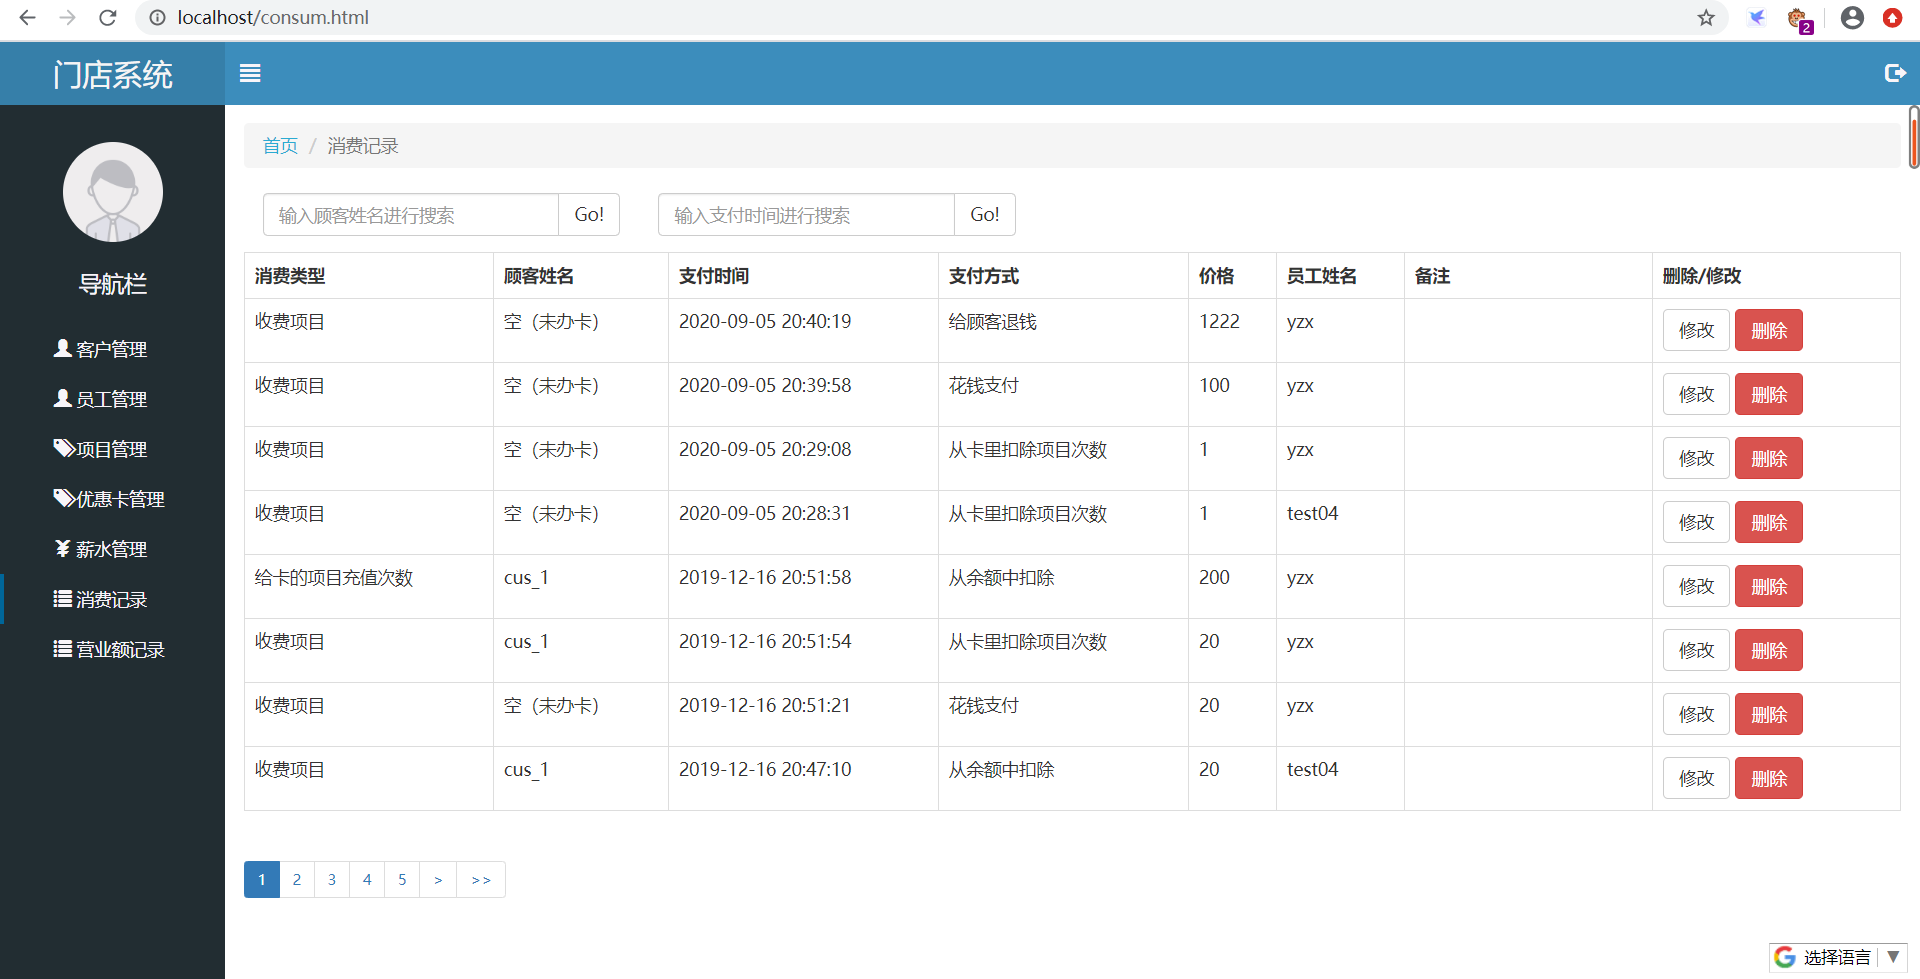 localhost/consum.html
2
门店系统
导航栏
客户管理
员工管理
项目管理
优惠卡管理
薪水管理
消费记录
营业额记录
首页 / 消费记录
输入顾客姓名进行搜索 Go! 输入支付时间进行搜索 Go!
消费类型 顾客姓名 支付时间 支付方式 价格 员工姓名 备注 删除/修改
收费项目 空（未办卡） 2020-09-05 20:40:19 给顾客退钱 1222 yzx 修改 删除
收费项目 空（未办卡） 2020-09-05 20:39:58 花钱支付 100 yzx 修改 删除
收费项目 空（未办卡） 2020-09-05 20:29:08 从卡里扣除项目次数 1 yzx 修改 删除
收费项目 空（未办卡） 2020-09-05 20:28:31 从卡里扣除项目次数 1 test04 修改 删除
给卡的项目充值次数 cus_1 2019-12-16 20:51:58 从余额中扣除 200 yzx 修改 删除
收费项目 cus_1 2019-12-16 20:51:54 从卡里扣除项目次数 20 yzx 修改 删除
收费项目 空（未办卡） 2019-12-16 20:51:21 花钱支付 20 yzx 修改 删除
收费项目 cus_1 2019-12-16 20:47:10 从余额中扣除 20 test04 修改 删除
1 2 3 4 5 > >>
选择语言 ▼